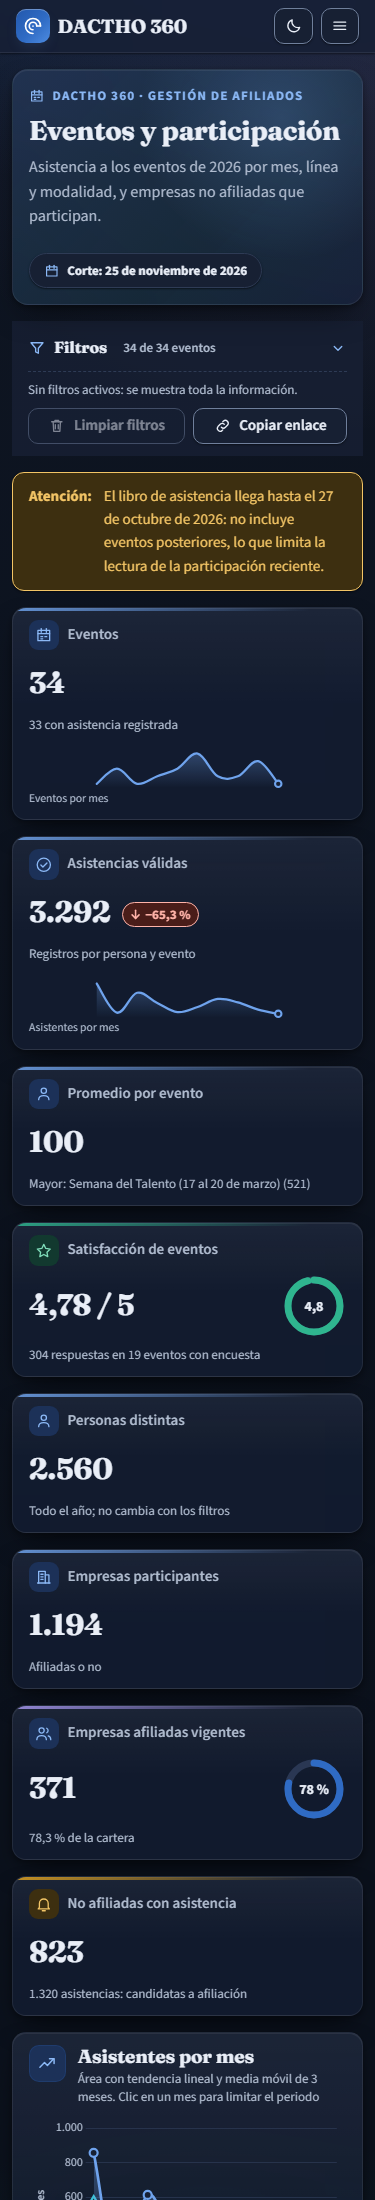 DACTHO 360
DACTHO 360 · GESTIÓN DE AFILIADOS
Eventos y participación
Asistencia a los eventos de 2026 por mes, línea
y modalidad, y empresas no afiliadas que
participan.
Corte: 25 de noviembre de 2026
Filtros 34 de 34 eventos
Sin filtros activos: se muestra toda la información.
Limpiar filtros Copiar enlace
Atención: El libro de asistencia llega hasta el 27
de octubre de 2026: no incluye
eventos posteriores, lo que limita la
lectura de la participación reciente.
Eventos
34
33 con asistencia registrada
Eventos por mes
Asistencias válidas
3.292 ↓ −65,3 %
Registros por persona y evento
Asistentes por mes
Promedio por evento
100
Mayor: Semana del Talento (17 al 20 de marzo) (521)
Satisfacción de eventos
4,78 / 5 4,8
304 respuestas en 19 eventos con encuesta
Personas distintas
2.560
Todo el año; no cambia con los filtros
Empresas participantes
1.194
Afiliadas o no
Empresas afiliadas vigentes
371 78 %
78,3 % de la cartera
No afiliadas con asistencia
823
1.320 asistencias: candidatas a afiliación
Asistentes por mes
Área con tendencia lineal y media móvil de 3
meses. Clic en un mes para limitar el periodo
1.000
800
600